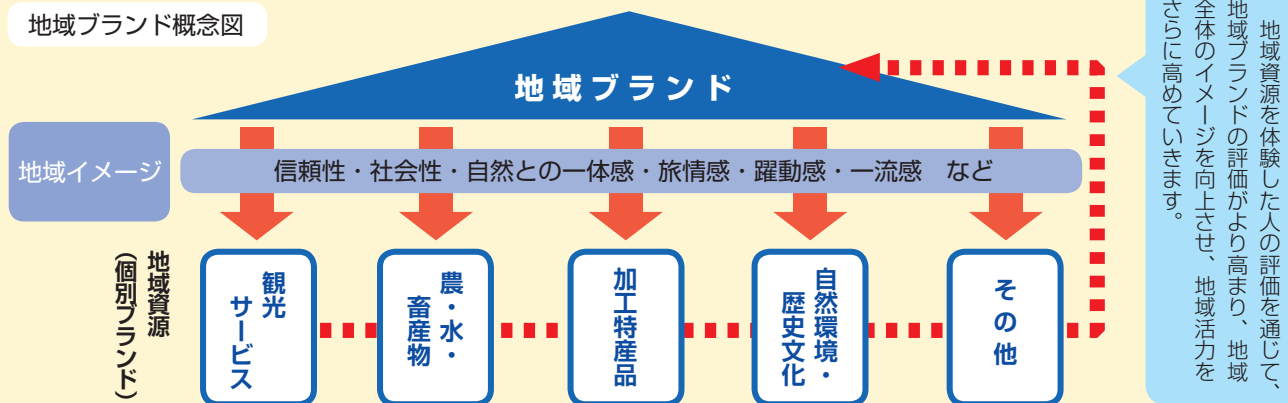 地域ブランド概念図
地域ブランド
地域イメージ
信頼性・社会性・自然との一体感・旅情感・躍動感・一流感　など
地域資源
（個別ブランド）
観光
サービス
農・水・
畜産物
加工特産品
自然環境・
歴史文化
その他
地域資源を体験した人の評価を通じて、
地域ブランドの評価がより高まり、地域
全体のイメージを向上させ、地域活力を
さらに高めていきます。